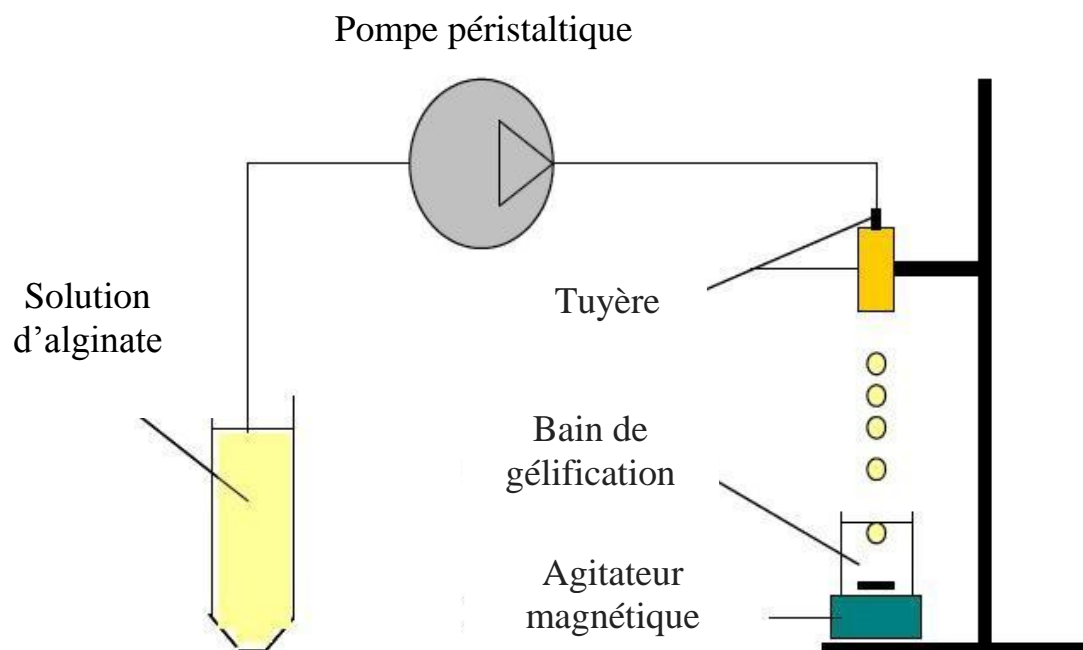 Pompe péristaltique
Solution
d’alginate
Tuyère
Bain de
gélification
Agitateur
magnétique